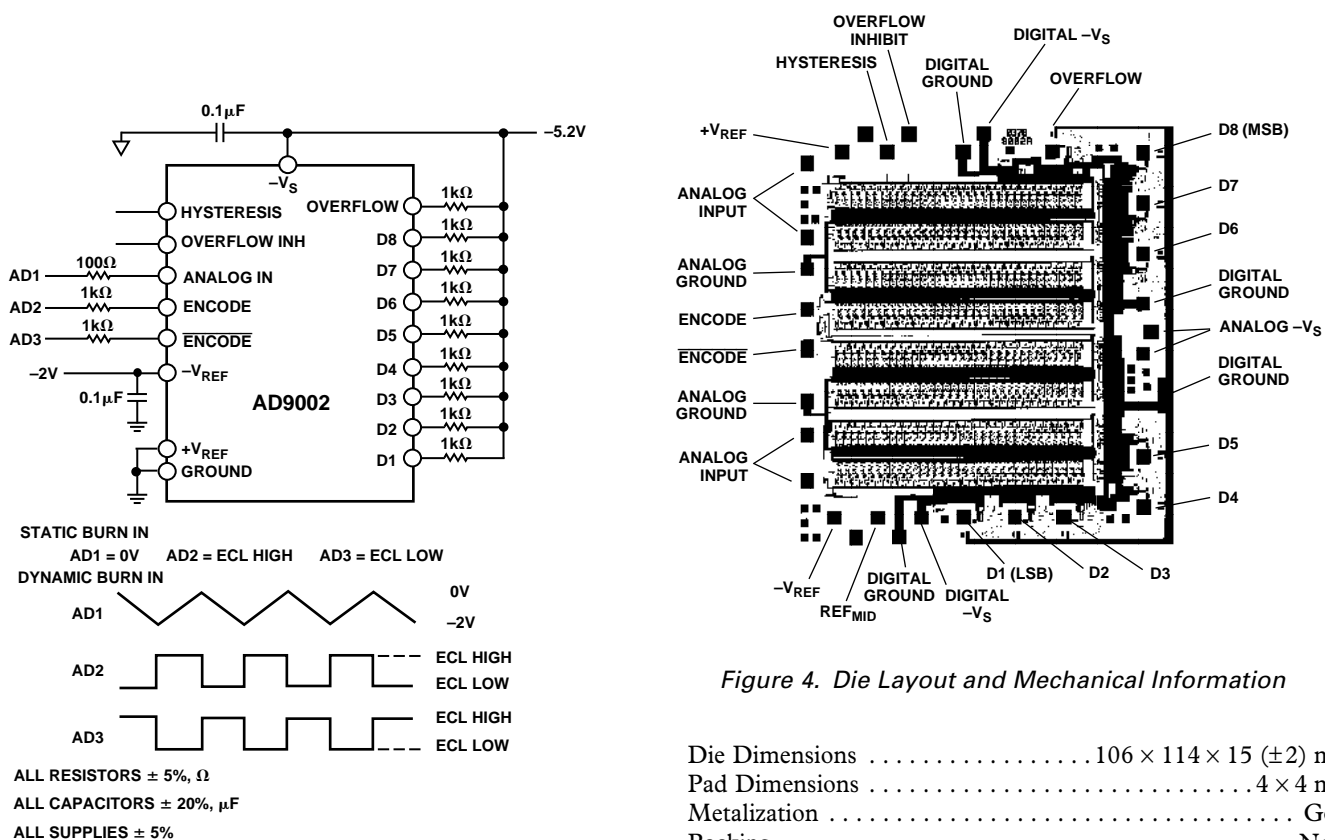 0.1µF
–5.2V
–VS
HYSTERESIS
OVERFLOW INH
AD1
100Ω
ANALOG IN
AD2
1kΩ
ENCODE
AD3
1kΩ
ENCODE
–2V
–VREF
0.1µF
AD9002
+VREF
GROUND
OVERFLOW
1kΩ
D8
1kΩ
D7
1kΩ
D6
1kΩ
D5
1kΩ
D4
1kΩ
D3
1kΩ
D2
1kΩ
D1
1kΩ
STATIC BURN IN
AD1 = 0V AD2 = ECL HIGH AD3 = ECL LOW
DYNAMIC BURN IN
AD1
0V
–2V
AD2
ECL HIGH
ECL LOW
AD3
ECL HIGH
ECL LOW
ALL RESISTORS ± 5%, Ω
ALL CAPACITORS ± 20%, µF
ALL SUPPLIES ± 5%
OVERFLOW
INHIBIT
HYSTERESIS
DIGITAL
GROUND
DIGITAL –VS
OVERFLOW
+VREF
ANALOG
INPUT
ANALOG
GROUND
ENCODE
ENCODE
ANALOG
GROUND
ANALOG
INPUT
D8 (MSB)
D7
D6
DIGITAL
GROUND
ANALOG –VS
DIGITAL
GROUND
D5
D4
–VREF
REFMID
DIGITAL
GROUND
DIGITAL
–VS
D1 (LSB)
D2
D3
Figure 4. Die Layout and Mechanical Information
Die Dimensions . . . . . . . . . . . . . . . . . 106 × 114 × 15 (±2) m
Pad Dimensions . . . . . . . . . . . . . . . . . . . . . . . . . . . . 4 × 4 m
Metalization . . . . . . . . . . . . . . . . . . . . . . . . . . . . . . . . . . G